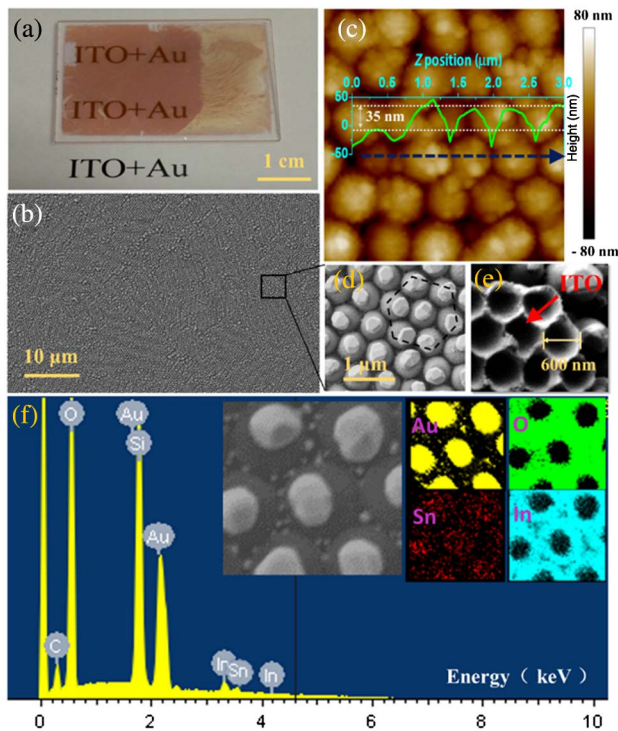 (a)
ITO+Au
ITO+Au
ITO+Au
1 cm
(b)
10 μm
(c)
Z position (μm)
0.0 0.5 1.0 1.5 2.0 2.5 3.0
50
35 nm
0
-50
80 nm
Height(nm)
- 80 nm
(d)
1 μm
(e)
ITO
600 nm
(f)
O
Au
Si
Au
C
In
Sn
In
Au
O
Sn
In
Energy ( keV )
0 2 4 6 8 10